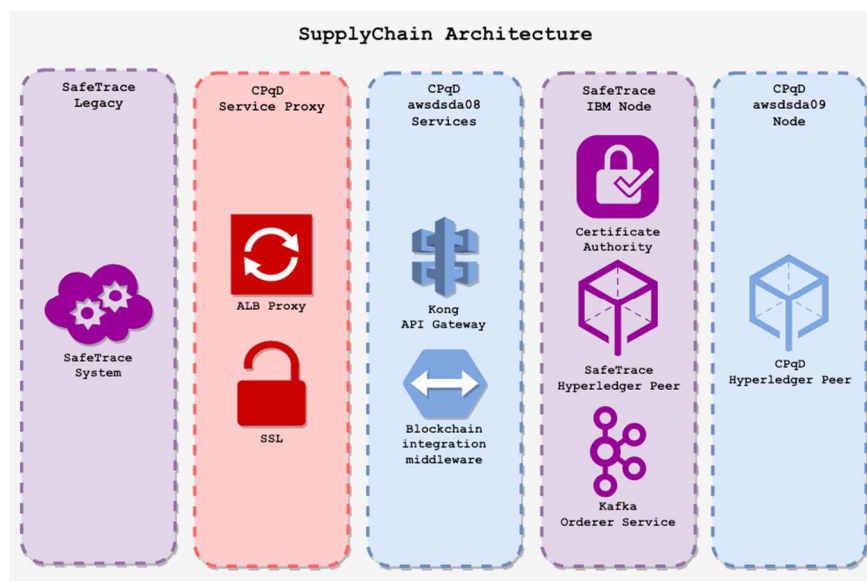 SupplyChain Architecture
SafeTrace
Legacy
SafeTrace
System
CPqD
Service Proxy
ALB Proxy
SSL
CPqD
awsdsda08
Services
Kong
API Gateway
Blockchain
integration
middleware
SafeTrace
IBM Node
Certificate
Authority
SafeTrace
Hyperledger Peer
Kafka
Orderer Service
CPqD
awsdsda09
Node
CPqD
Hyperledger Peer